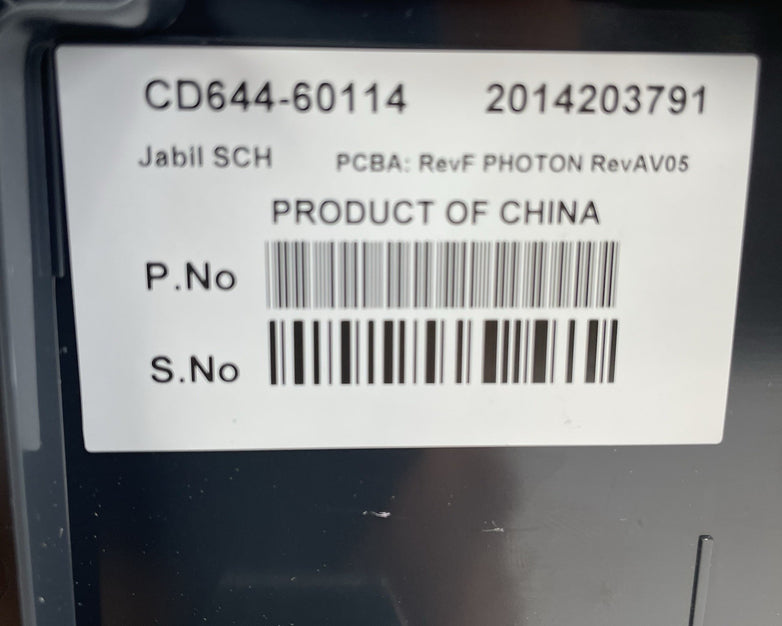 CD644-60114 2014203791
Jabil SCH PCBA: RevF PHOTON RevAV05
PRODUCT OF CHINA
P.No
S.No